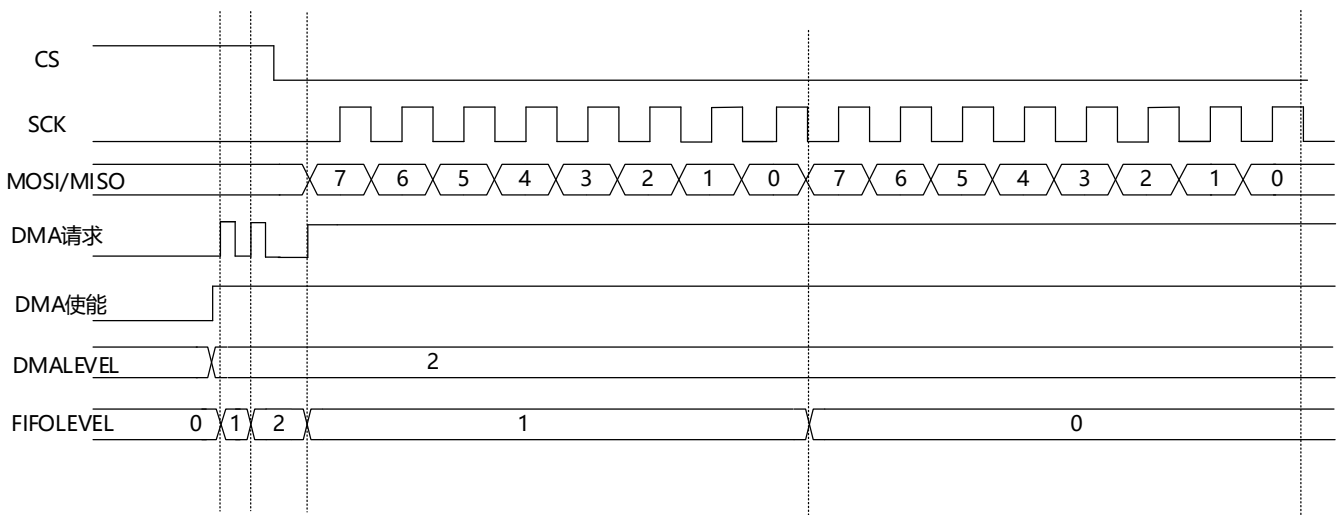 CS
SCK
MOSI/MISO 7 6 5 4 3 2 1 0 7 6 5 4 3 2 1 0
DMA请求
DMA使能
DMALEVEL 2
FIFOLEVEL 0 1 2 1 0